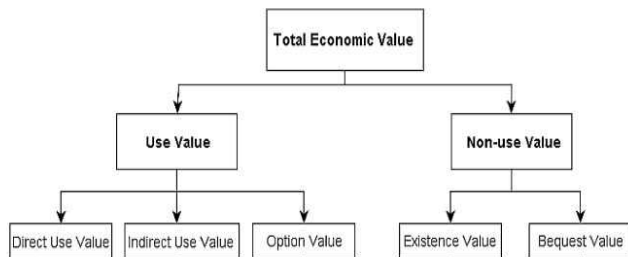 Total Economic Value
Use Value
Non-use Value
Direct Use Value
Indirect Use Value
Option Value
Existence Value
Bequest Value